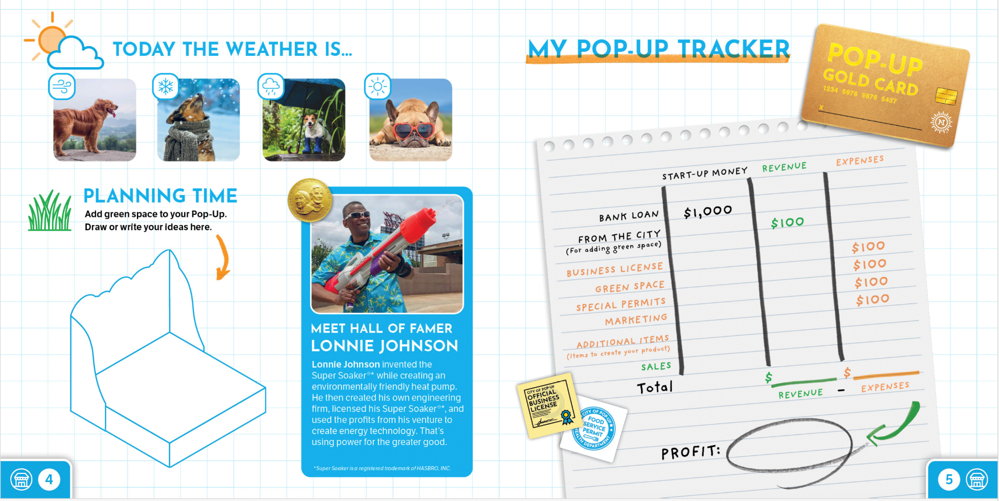 TODAY THE WEATHER IS...
PLANNING TIME
Add green space to your Pop-Up.
Draw or write your ideas here.
MEET HALL OF FAMER
LONNIE JOHNSON
Lonnie Johnson invented the
Super Soaker®* while creating an
environmentally friendly heat pump.
He then created his own engineering
firm, licensed his Super Soaker®*, and
used the profits from his venture to
create energy technology. That's
using power for the greater good.
*Super Soaker is a registered trademark of HASBRO, INC.
4
MY POP-UP TRACKER
POP-UP
GOLD CARD
1234 5678 9876 5437
X
N
START-UP MONEY REVENUE EXPENSES
BANK LOAN $1,000
FROM THE CITY $100
(For adding green space)
BUSINESS LICENSE $100
GREEN SPACE $100
SPECIAL PERMITS $100
MARKETING $100
ADDITIONAL ITEMS
(Items to create your product)
SALES
Total $ $
REVENUE - EXPENSES
CITY OF POP-UP
OFFICIAL
BUSINESS
LICENSE
CITY OF POP-UP
FOOD
SERVICE
PERMIT
HEALTH DEPARTMENT
PROFIT:
5